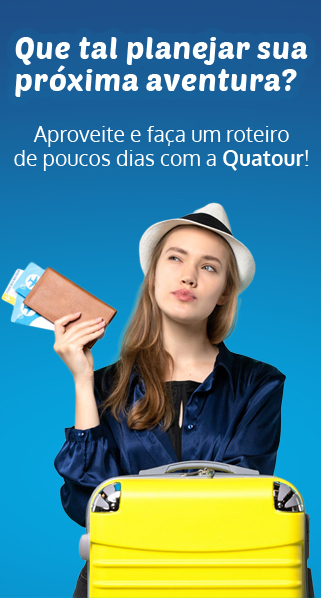 Que tal planejar sua
próxima aventura?
Aproveite e faça um roteiro
de poucos dias com a Quatour!